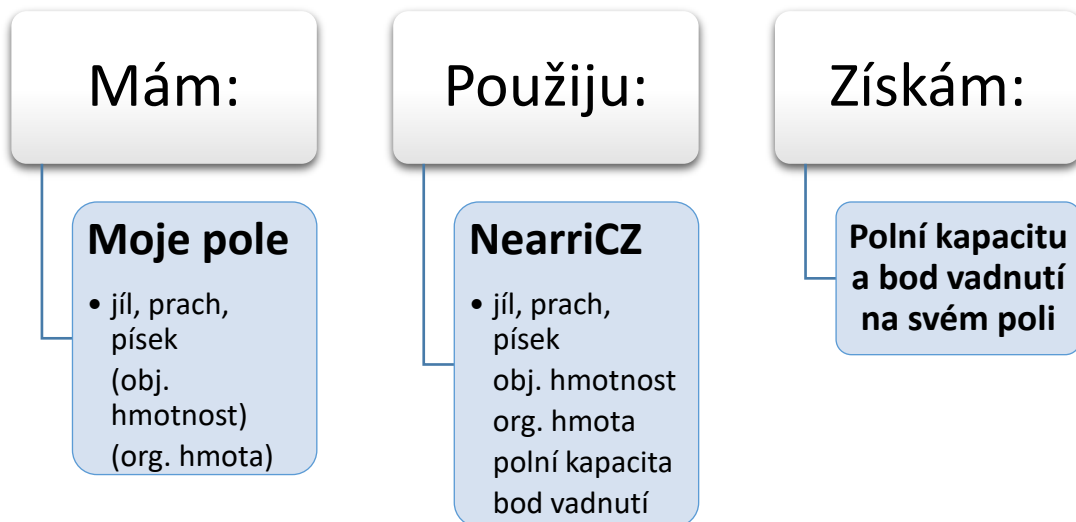 Mám:
Moje pole
• jíl, prach,
písek
(obj.
hmotnost)
(org. hmota)
Použiju:
NearriCZ
• jíl, prach,
písek
obj. hmotnost
org. hmota
polní kapacita
bod vadnutí
Získám:
Polní kapacitu
a bod vadnutí
na svém poli